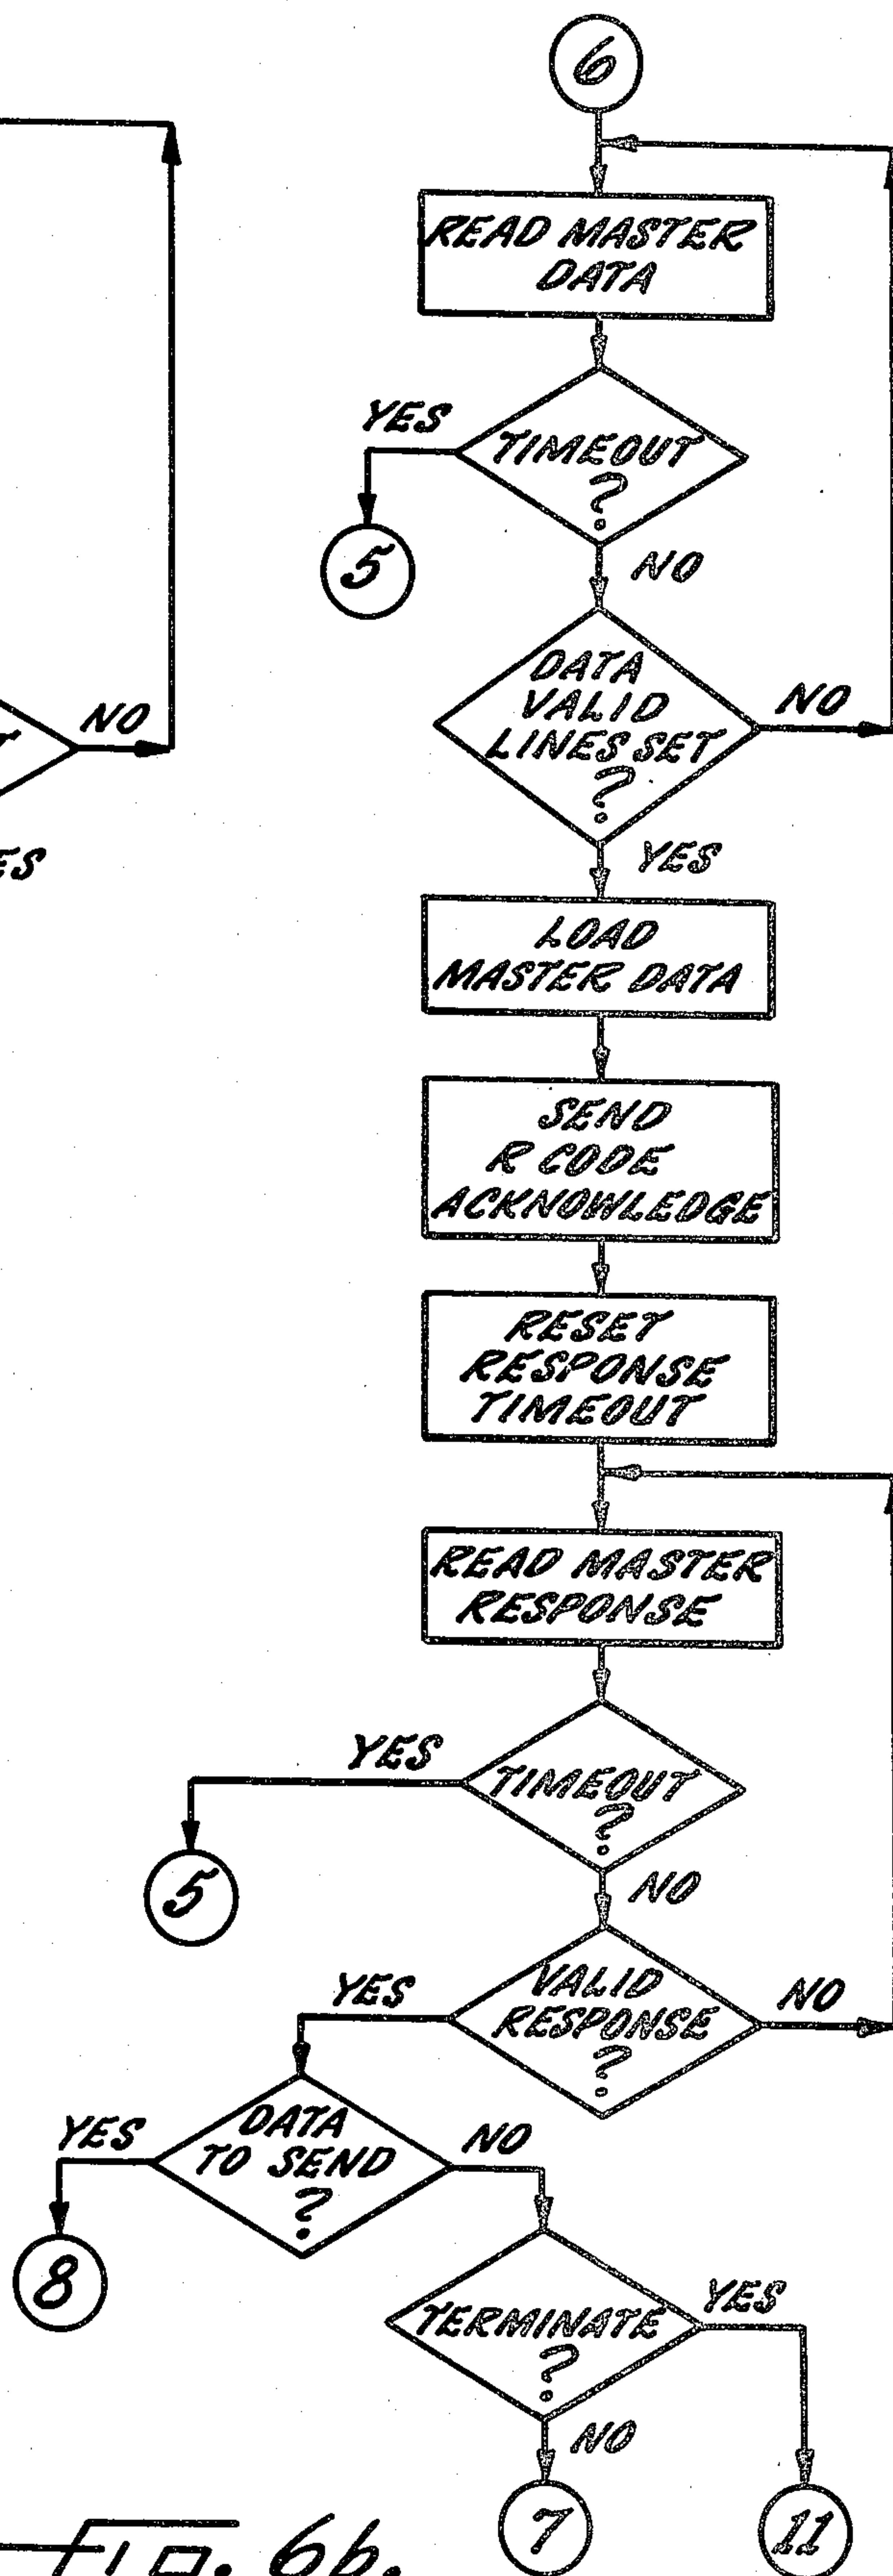 6
READ MASTER
DATA
YES
TIMEOUT
?
5
NO
DATA
VALID
LINES SET
?
NO
NO
YES
LOAD
MASTER DATA
SEND
R CODE
ACKNOWLEDGE
RESET
RESPONSE
TIMEOUT
READ MASTER
RESPONSE
YES
TIMEOUT
?
5
NO
VALID
RESPONSE
?
YES
NO
DATA
TO SEND
?
YES
NO
8
TERMINATE
?
YES
NO
7
11
FIG. 6b.